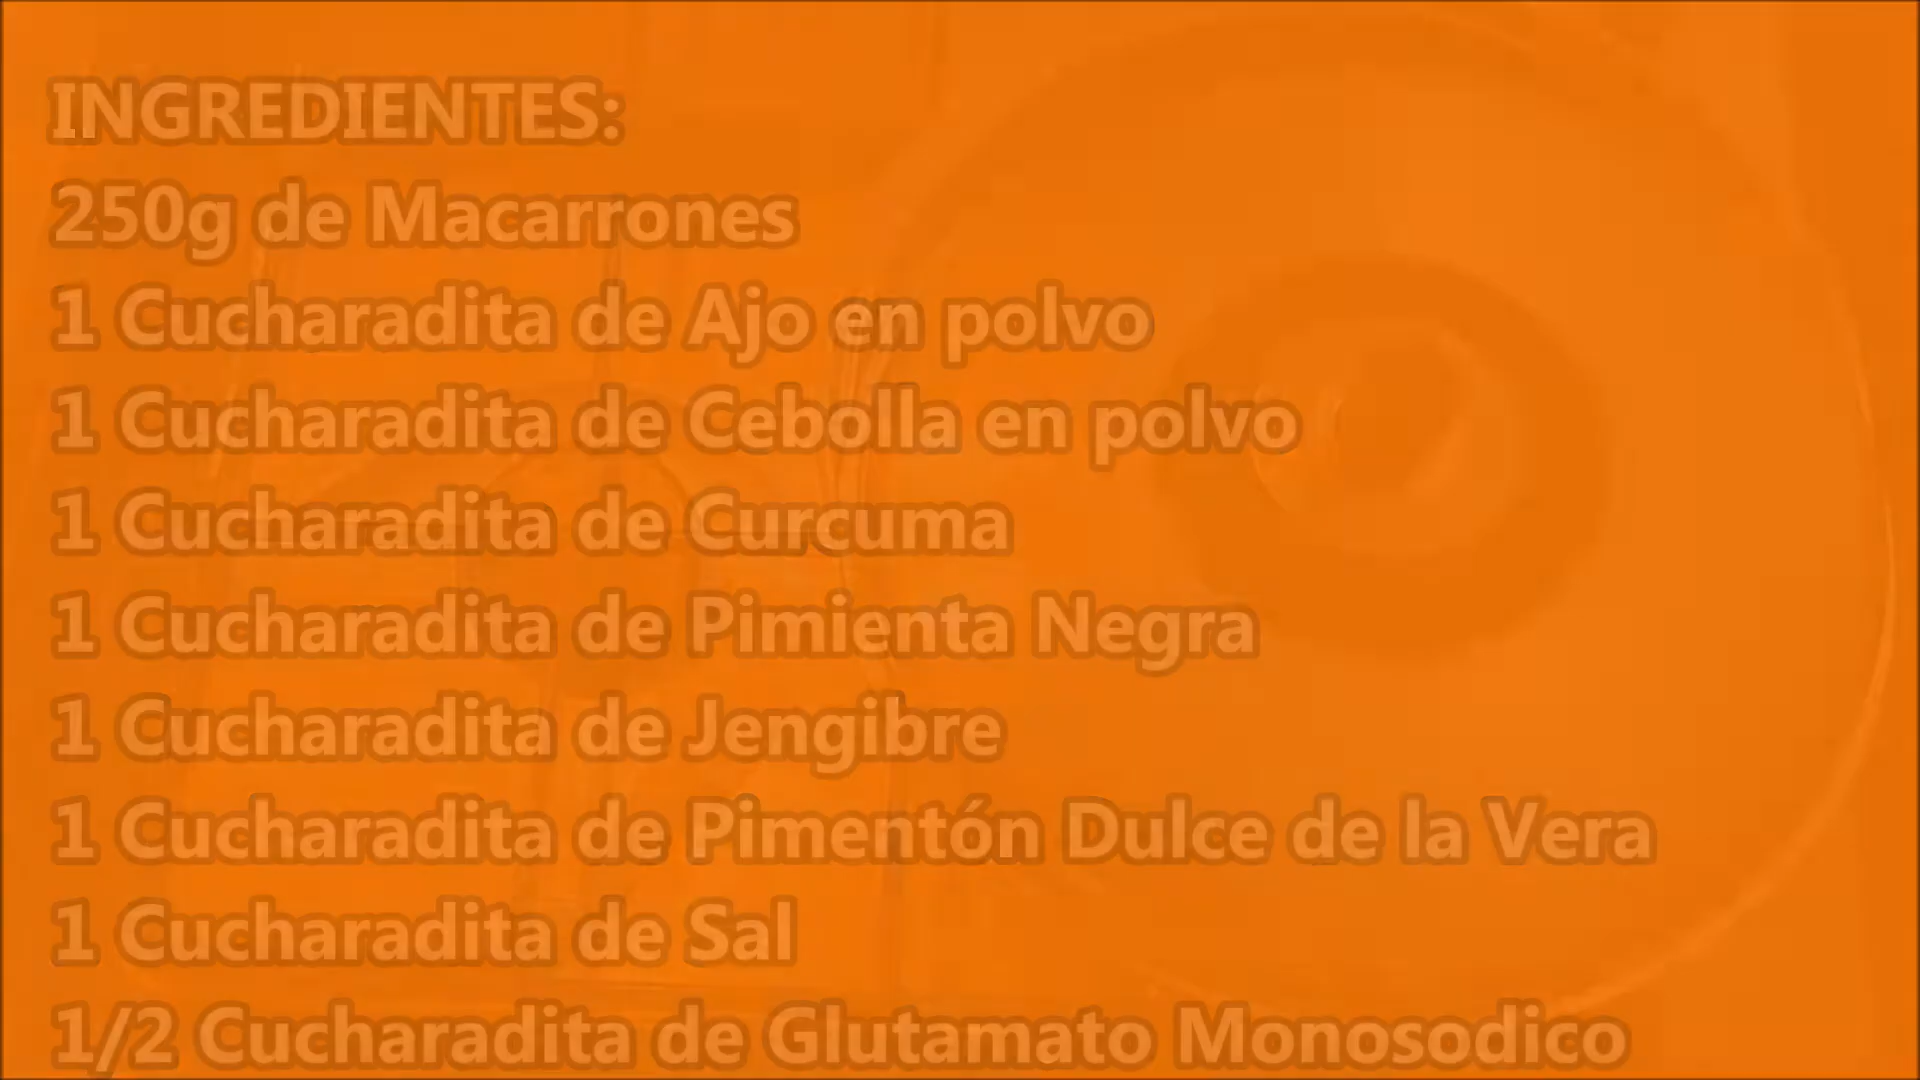 INGREDIENTES:
250g de Macarrones
1 Cucharadita de Ajo en polvo
1 Cucharadita de Cebolla en polvo
1 Cucharadita de Curcuma
1 Cucharadita de Pimienta Negra
1 Cucharadita de Jengibre
1 Cucharadita de Pimentón Dulce de la Vera
1 Cucharadita de Sal
1/2 Cucharadita de Glutamato Monosodico